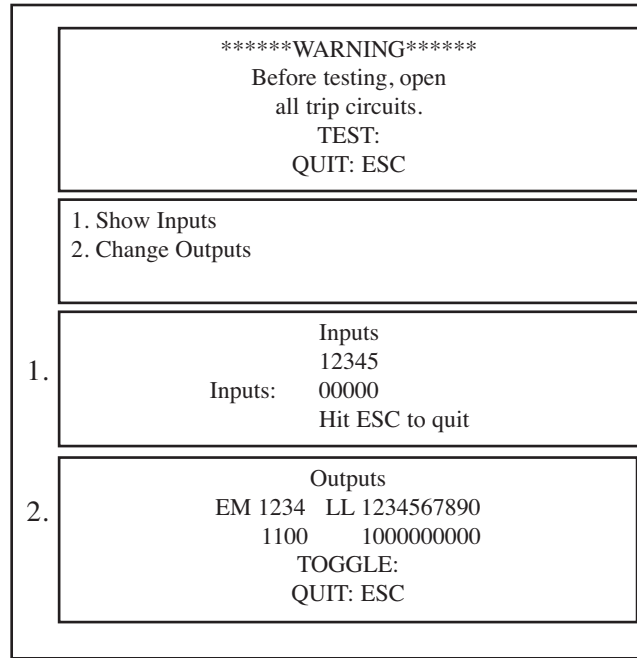 ******WARNING******
Before testing, open
all trip circuits.
TEST:
QUIT: ESC
1. Show Inputs
2. Change Outputs
1.
Inputs
12345
Inputs: 00000
Hit ESC to quit
2.
Outputs
EM 1234 LL 1234567890
1100 1000000000
TOGGLE:
QUIT: ESC